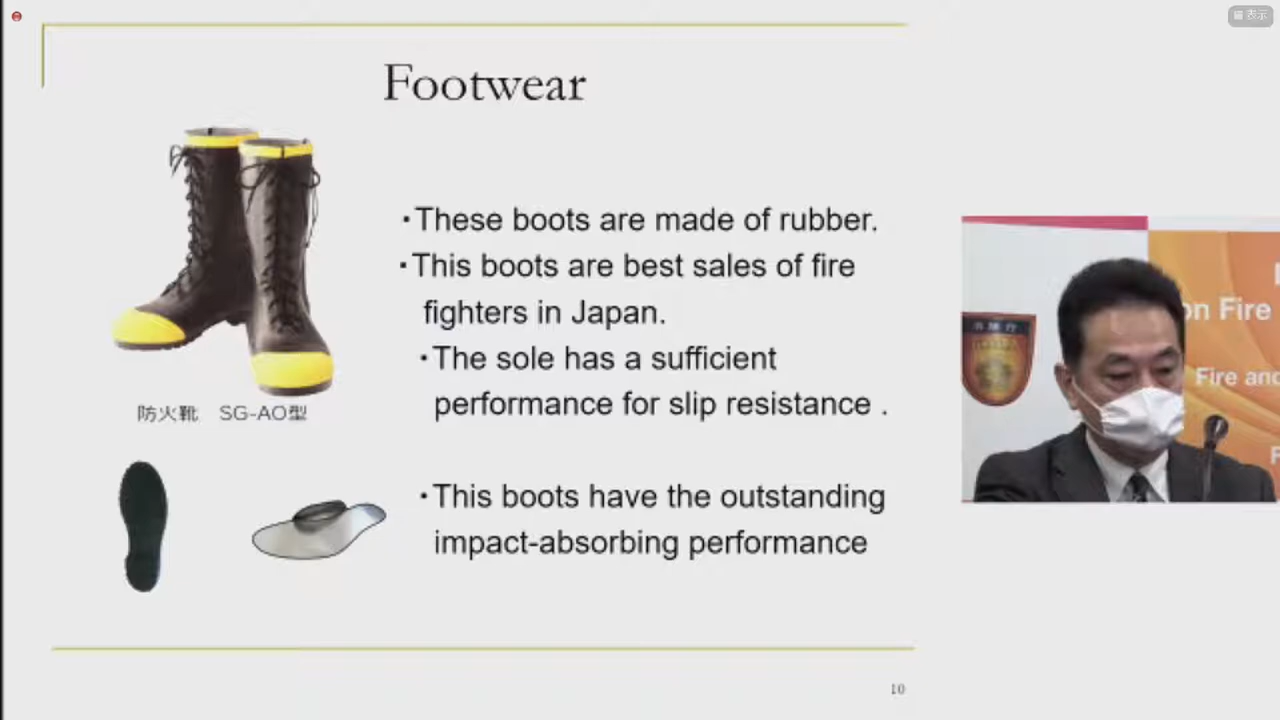 表示
Footwear
・These boots are made of rubber.
・This boots are best sales of fire
fighters in Japan.
・The sole has a sufficient
performance for slip resistance .
防火靴 SG-AO型
・This boots have the outstanding
impact-absorbing performance
on Fire
Fire and
10